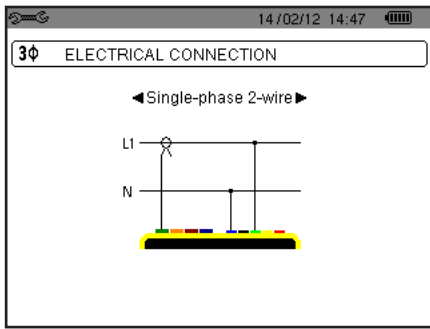 14/02/12 14:47
3ϕ ELECTRICAL CONNECTION
◄Single-phase 2-wire►
L1
N